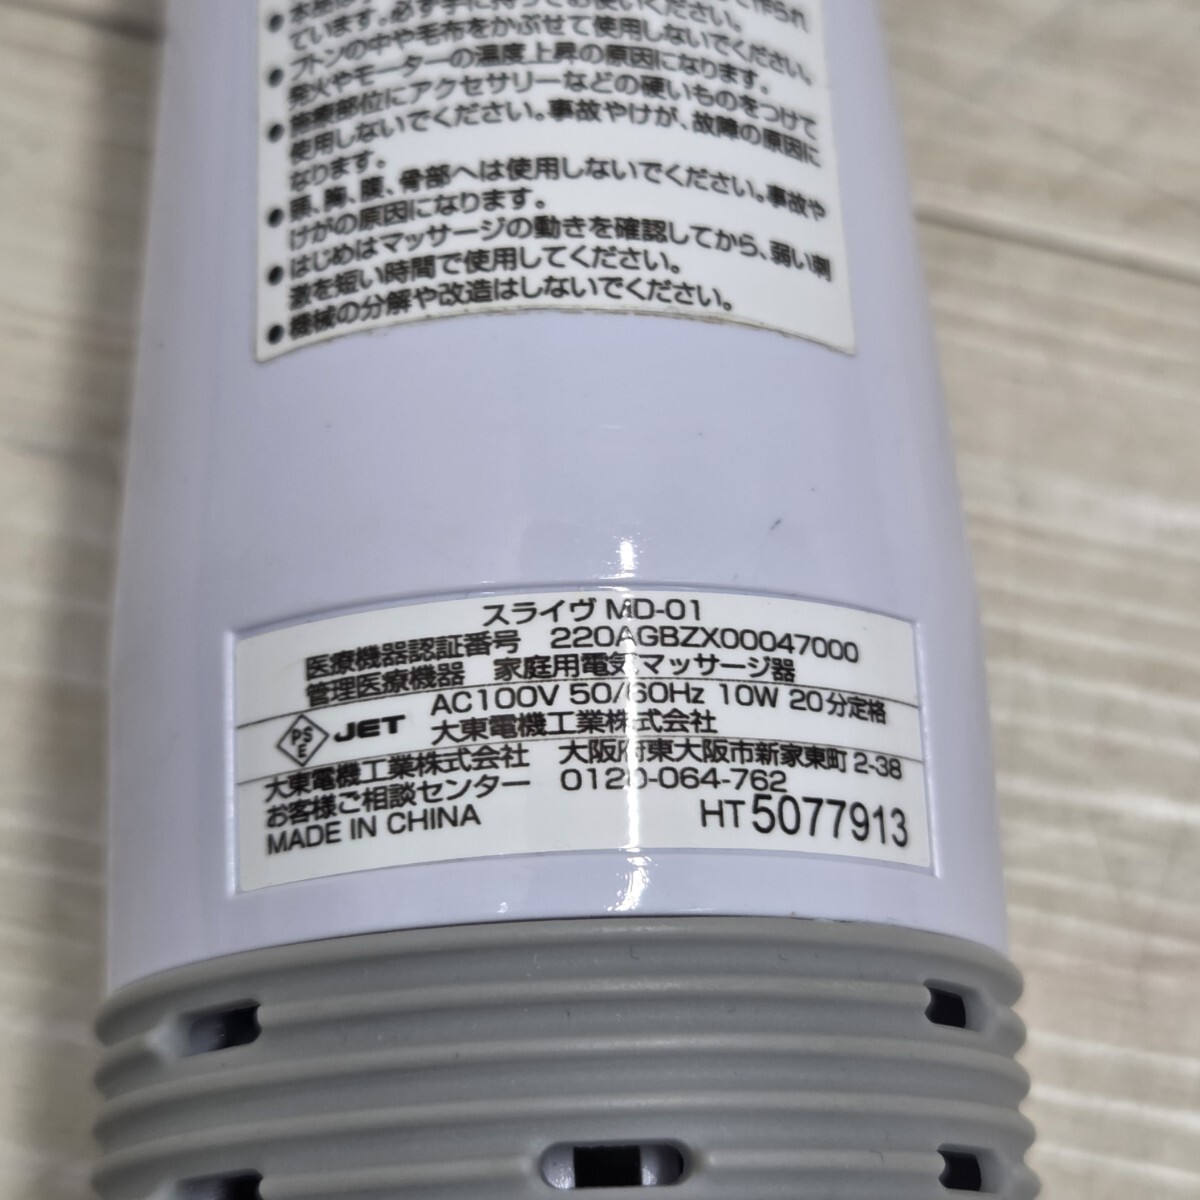 ています。必ず手に持ってお使いください。
フトンの中や毛布をかぶせて使用しないでください。
発火やモーターの温度上昇の原因になります。
●施療部位にアクセサリーなどの硬いものをつけて
使用しないでください。事故やけが、故障の原因に
なります。
●頭、胸、腹、骨部へは使用しないでください。事故や
けがの原因になります。
●はじめはマッサージの動きを確認してから、弱い刺
激を短い時間で使用してください。
●機械の分解や改造はしないでください。
スライヴ MD-01
医療機器認証番号 220AGBZX00047000
管理医療機器 家庭用電気マッサージ器
AC100V 50/60Hz 10W 20分定格
PSE JET 大東電機工業株式会社
大東電機工業株式会社 大阪府東大阪市新家東町 2-38
お客様ご相談センター 0120-064-762
MADE IN CHINA HT 5077913